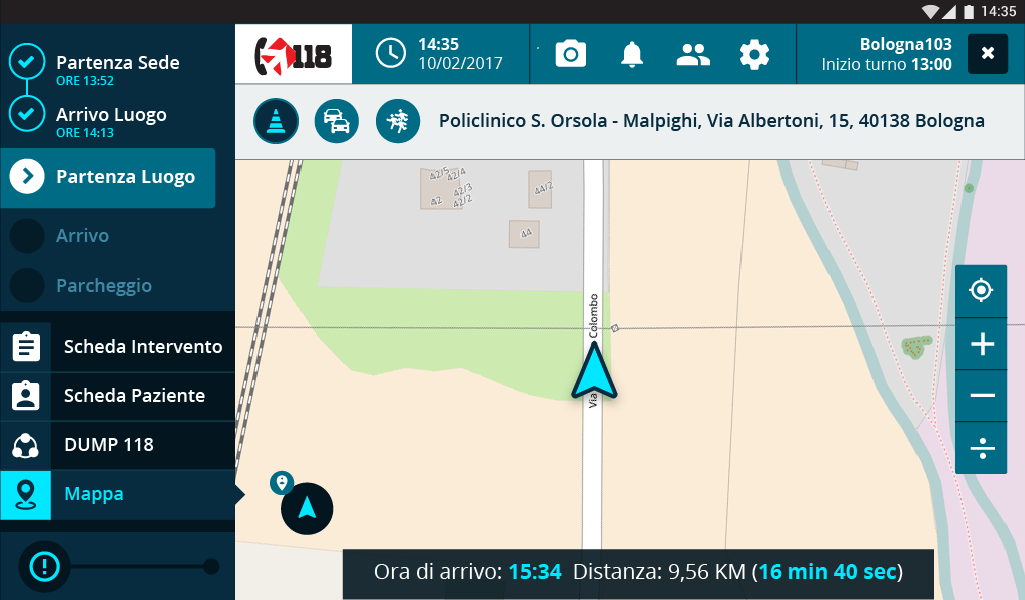 14:35
Partenza Sede
ORE 13:52
Arrivo Luogo
ORE 14:13
Partenza Luogo
Arrivo
Parcheggio
Scheda Intervento
Scheda Paziente
DUMP 118
Mappa
118
14:35
10/02/2017
Bologna103
Inizio turno 13:00
Policlinico S. Orsola - Malpighi, Via Albertoni, 15, 40138 Bologna
42/5
42/4
42/3
42/2
42
44/2
44
Via Colombo
Ora di arrivo: 15:34 Distanza: 9,56 KM (16 min 40 sec)